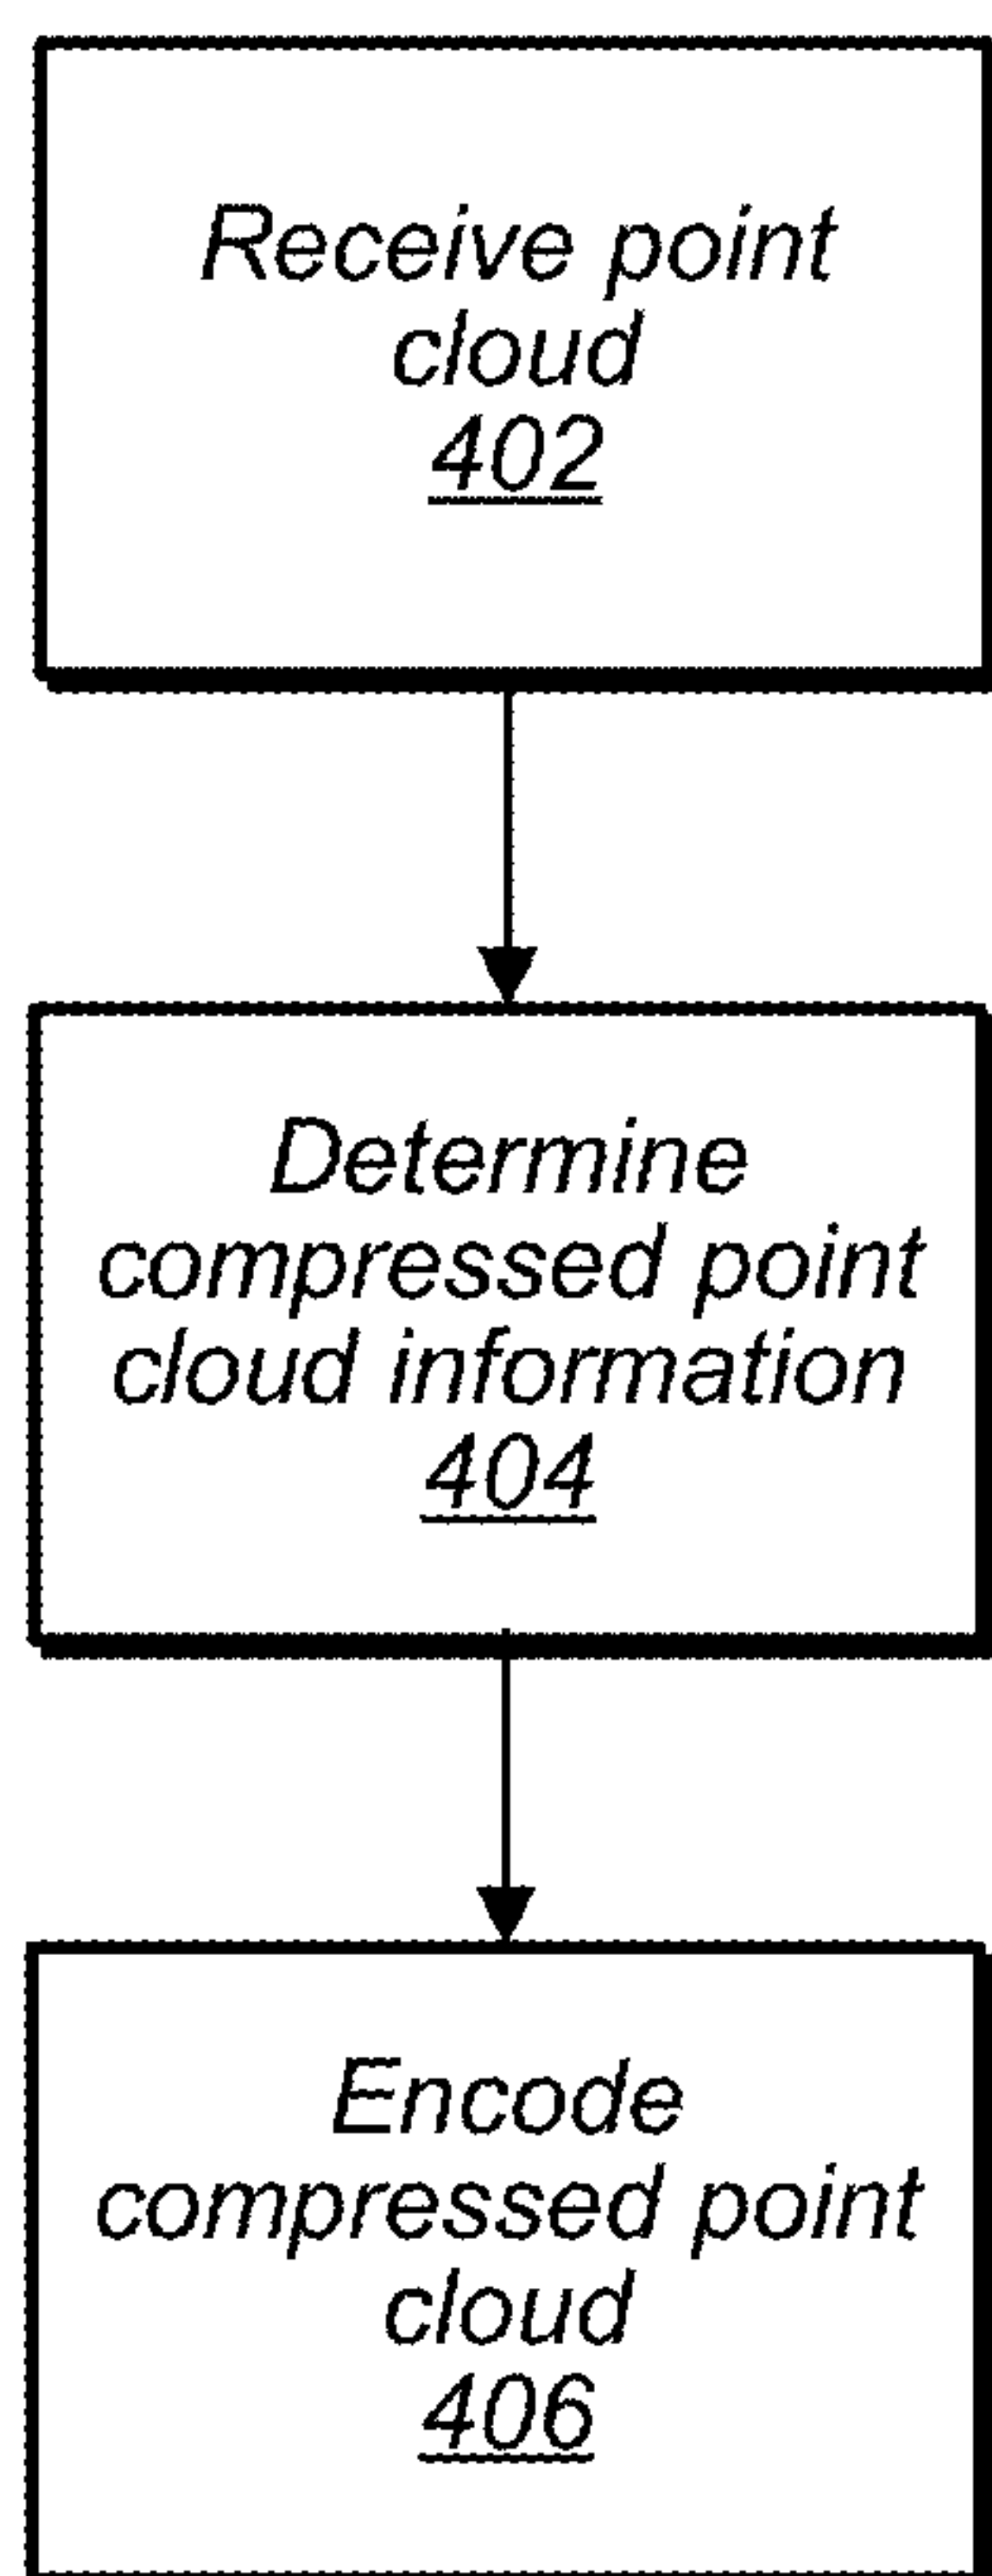 Receive point
cloud
402
Determine
compressed point
cloud information
404
Encode
compressed point
cloud
406